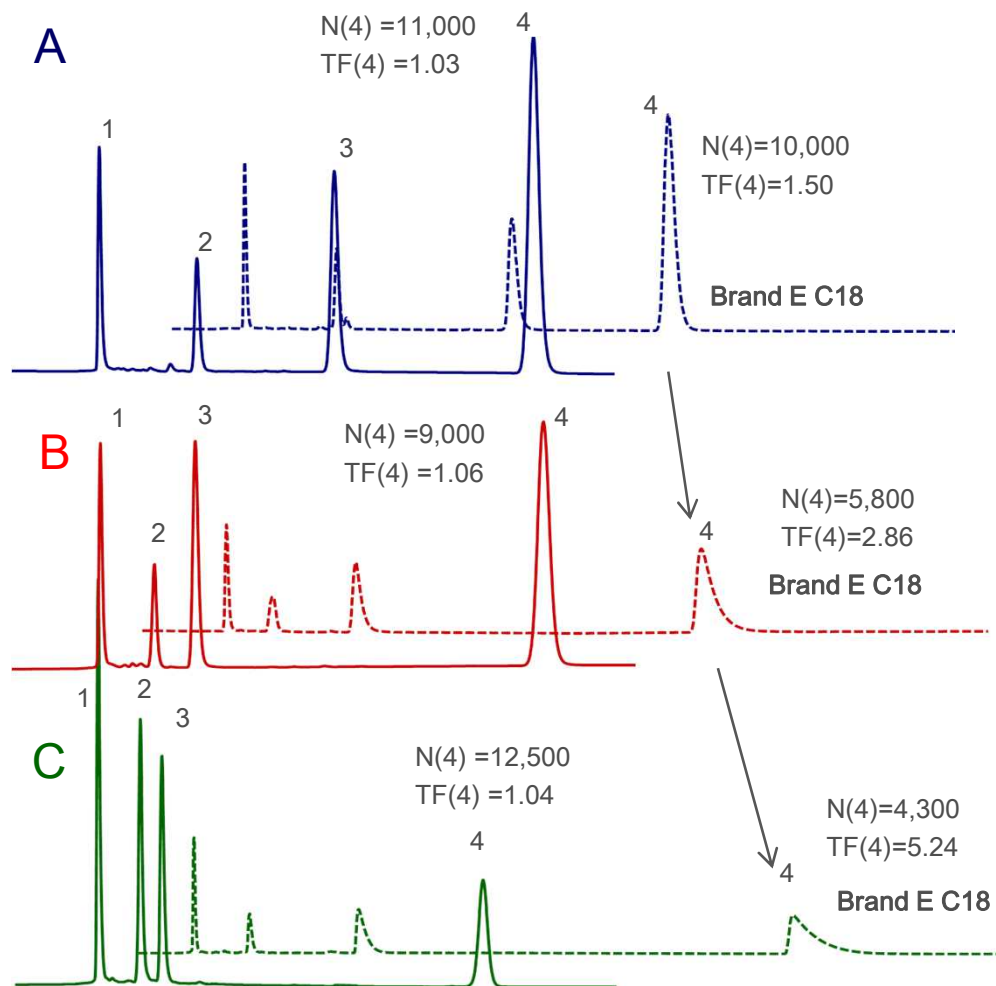 A
N(4) =11,000
TF(4) =1.03
4
4
1
3
2
N(4)=10,000
TF(4)=1.50
Brand E C18
B
1
3
N(4) =9,000
TF(4) =1.06
4
2
N(4)=5,800
TF(4)=2.86
4
Brand E C18
C
1
2
3
N(4) =12,500
TF(4) =1.04
4
N(4)=4,300
TF(4)=5.24
4
Brand E C18